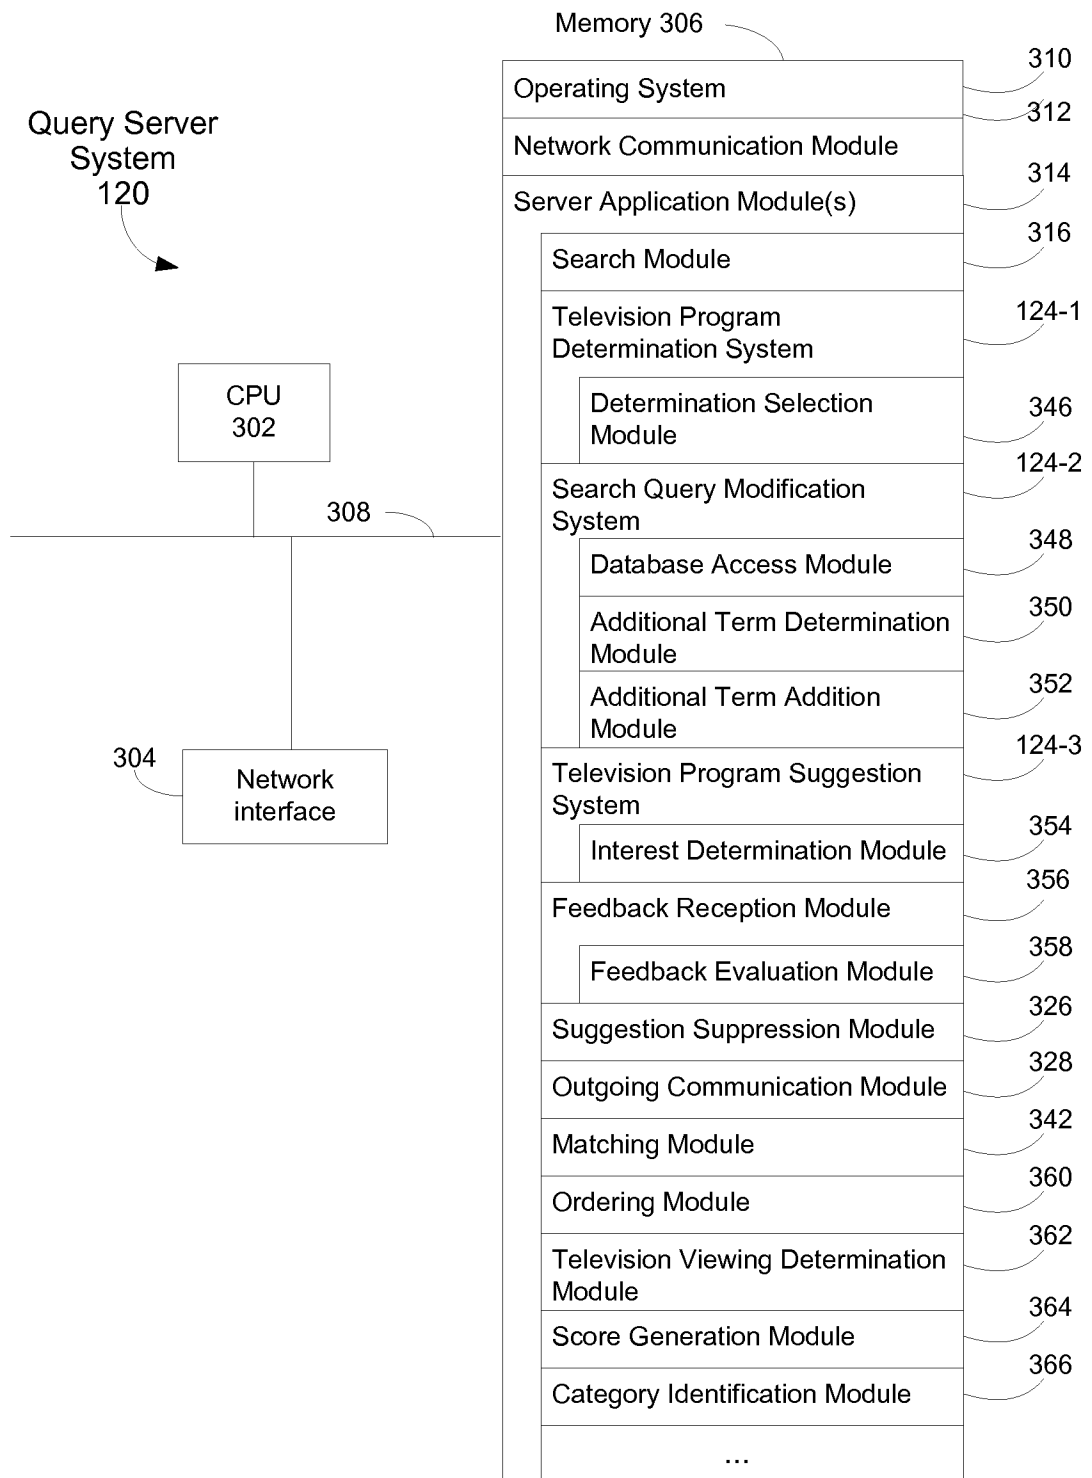 Memory 306
310
Operating System
312
Query Server
System
120
Network Communication Module
314
Server Application Module(s)
316
Search Module
124-1
Television Program
Determination System
CPU
302
Determination Selection
Module
346
124-2
Search Query Modification
System
308
348
Database Access Module
350
Additional Term Determination
Module
352
Additional Term Addition
Module
124-3
304
Network
interface
Television Program Suggestion
System
354
Interest Determination Module
356
Feedback Reception Module
358
Feedback Evaluation Module
326
Suggestion Suppression Module
328
Outgoing Communication Module
342
Matching Module
360
Ordering Module
362
Television Viewing Determination
Module
364
Score Generation Module
366
Category Identification Module
...